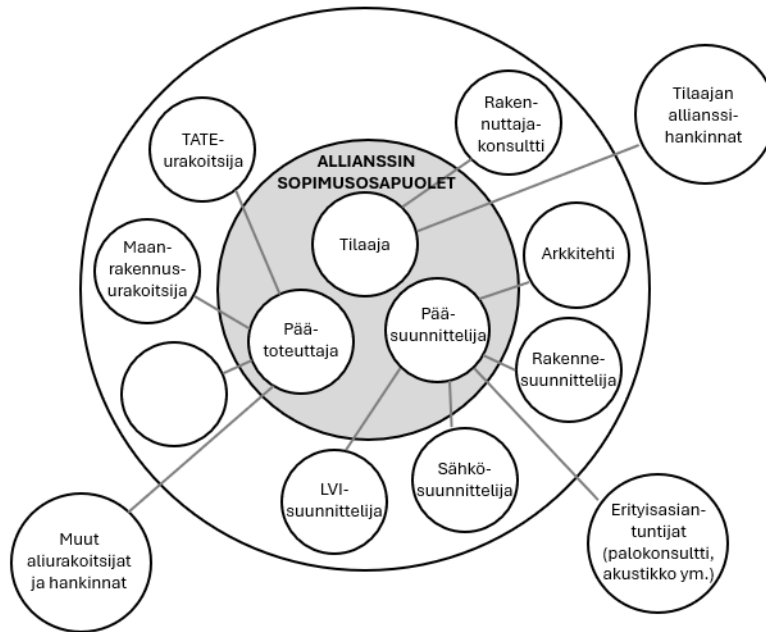 Raken-
nuttaja-
konsultti
Tilaajan
allianssi-
hankinnat
TATE-
urakoitsija
ALLIANSSIN
SOPIMUSOSAPUOLET
Tilaaja
Arkkitehti
Maan-
rakennus-
urakoitsija
Pää-
toteuttaja
Pää-
suunnittelija
Rakenne-
suunnittelija
LVI-
suunnittelija
Sähkö-
suunnittelija
Muut
aliurakoitsijat
ja hankinnat
Erityisasian-
tuntijat
(palokonsultti,
akustikko ym.)